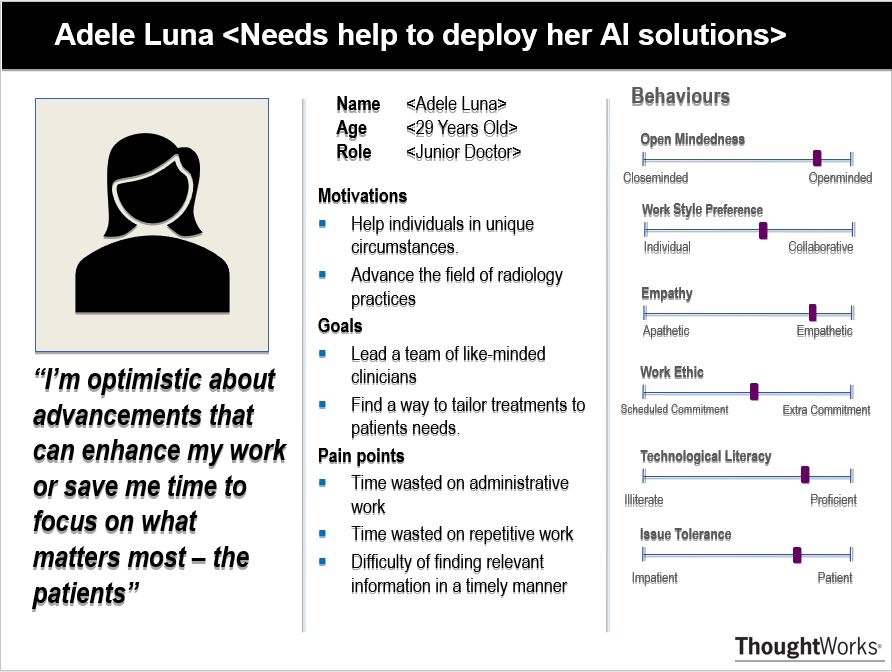 Adele Luna <Needs help to deploy her AI solutions>
“I’m optimistic about
advancements that
can enhance my work
or save me time to
focus on what
matters most – the
patients”
Name <Adele Luna>
Age <29 Years Old>
Role <Junior Doctor>
Motivations
Help individuals in unique
circumstances.
Advance the field of radiology
practices
Goals
Lead a team of like-minded
clinicians
Find a way to tailor treatments to
patients needs.
Pain points
Time wasted on administrative
work
Time wasted on repetitive work
Difficulty of finding relevant
information in a timely manner
Behaviours
Open Mindedness
Closeminded Openminded
Work Style Preference
Individual Collaborative
Empathy
Apathetic Empathetic
Work Ethic
Scheduled Commitment Extra Commitment
Technological Literacy
Illiterate Proficient
Issue Tolerance
Impatient Patient
ThoughtWorks®